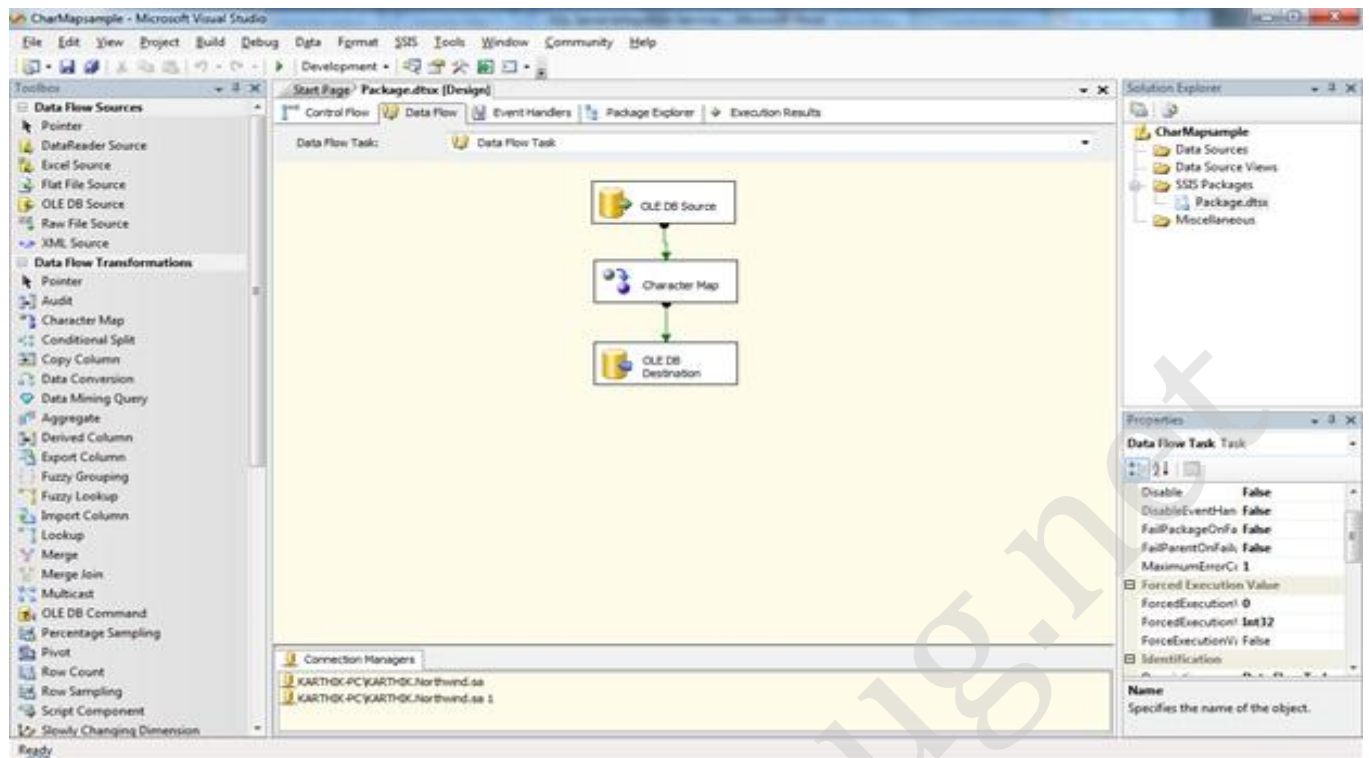 CharMapsample - Microsoft Visual Studio
File Edit View Project Build Debug Data Format SSIS Tools Window Community Help
Development
Toolbox
Data Flow Sources
Pointer
DataReader Source
Excel Source
Flat File Source
OLE DB Source
Raw File Source
XML Source
Data Flow Transformations
Pointer
Audit
Character Map
Conditional Split
Copy Column
Data Conversion
Data Mining Query
Aggregate
Derived Column
Export Column
Fuzzy Grouping
Fuzzy Lookup
Import Column
Lookup
Merge
Merge Join
Multicast
OLE DB Command
Percentage Sampling
Pivot
Row Count
Row Sampling
Script Component
Slowly Changing Dimension
Ready
Start Page Package.dtsx [Design]
Control Flow Data Flow Event Handlers Package Explorer Execution Results
Data Flow Task: Data Flow Task
OLE DB Source
Character Map
OLE DB
Destination
Connection Managers
KARTHIK-PC\KARTHIK.Northwind.sa
KARTHIK-PC\KARTHIK.Northwind.sa 1
Solution Explorer
CharMapsample
Data Sources
Data Source Views
SSIS Packages
Package.dtsx
Miscellaneous
Properties
Data Flow Task Task
Disable False
DisableEventHan False
FailPackageOnFa False
FailParentOnFail False
MaximumErrorC 1
Forced Execution Value
ForcedExecution 0
ForcedExecution Int32
ForceExecutionV False
Identification
Name
Specifies the name of the object.
ug.net